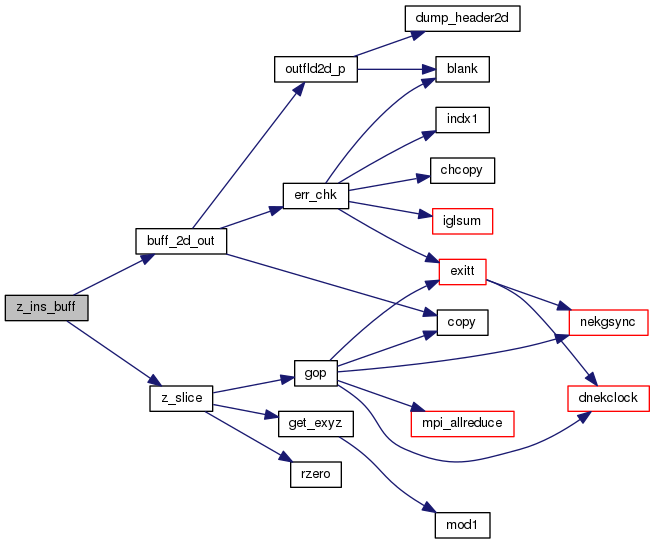 dump_header2d
outfld2d_p
blank
indx1
chcopy
err_chk
iglsum
buff_2d_out
exitt
z_ins_buff
copy
nekgsync
gop
z_slice
dnekclock
get_exyz
mpi_allreduce
rzero
mod1